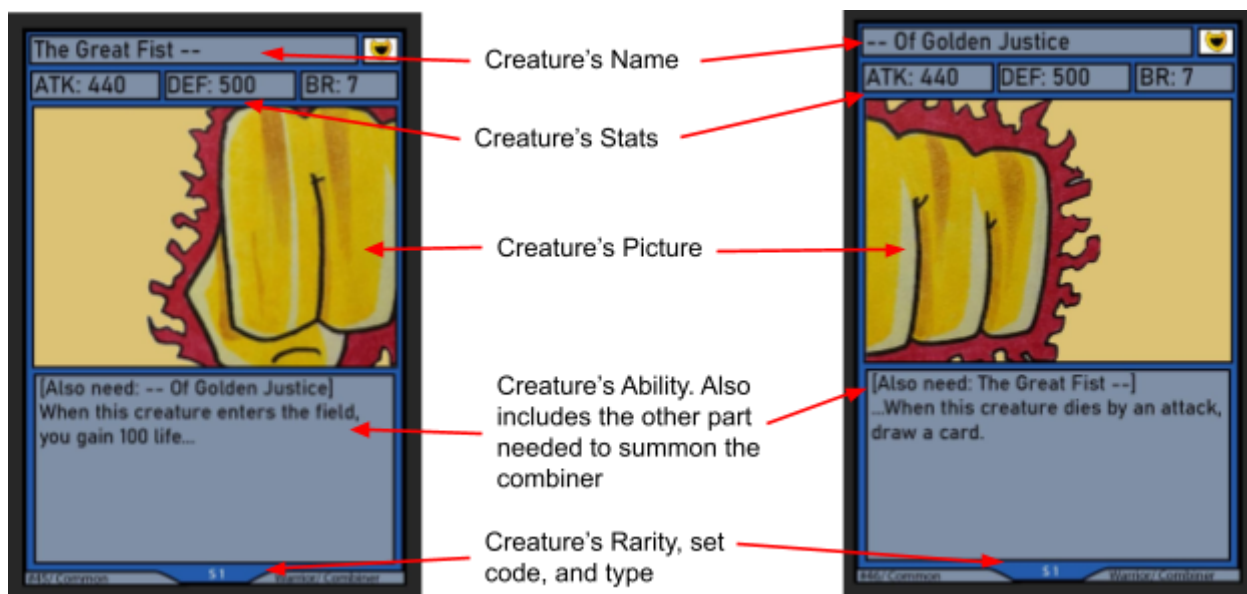 The Great Fist --
ATK: 440 DEF: 500 BR: 7
[Also need: -- Of Golden Justice]
When this creature enters the field,
you gain 100 life...
#45/ Common S1 Warrior/ Combiner
Creature's Name
Creature's Stats
Creature's Picture
Creature's Ability. Also
includes the other part
needed to summon the
combiner
Creature's Rarity, set
code, and type
-- Of Golden Justice
ATK: 440 DEF: 500 BR: 7
[Also need: The Great Fist --]
...When this creature dies by an attack,
draw a card.
#46/ Common S1 Warrior/ Combiner